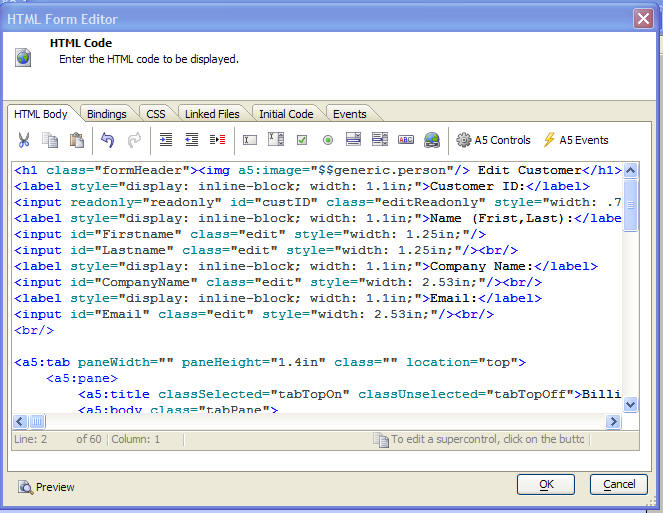 HTML Form Editor
HTML Code
Enter the HTML code to be displayed.
HTML Body Bindings CSS Linked Files Initial Code Events
A5 Controls A5 Events
<h1 class="formHeader"><img a5:image="$$generic.person"/> Edit Customer</h1>
<label style="display: inline-block; width: 1.1in;">Customer ID:</label>
<input readonly="readonly" id="custID" class="editReadonly" style="width: .7
<label style="display: inline-block; width: 1.1in;">Name (Frist,Last):</labe
<input id="Firstname" class="edit" style="width: 1.25in;"/>
<input id="Lastname" class="edit" style="width: 1.25in;"/><br/>
<label style="display: inline-block; width: 1.1in;">Company Name:</label>
<input id="CompanyName" class="edit" style="width: 2.53in;"/><br/>
<label style="display: inline-block; width: 1.1in;">Email:</label>
<input id="Email" class="edit" style="width: 2.53in;"/><br/>
<br/>
<a5:tab paneWidth="" paneHeight="1.4in" class="" location="top">
<a5:pane>
<a5:title classSelected="tabTopOn" classUnselected="tabTopOff">Billi
<a5:body class="tabPane">
Line: 2 of 60 Column: 1 To edit a supercontrol, click on the butto
Preview OK Cancel